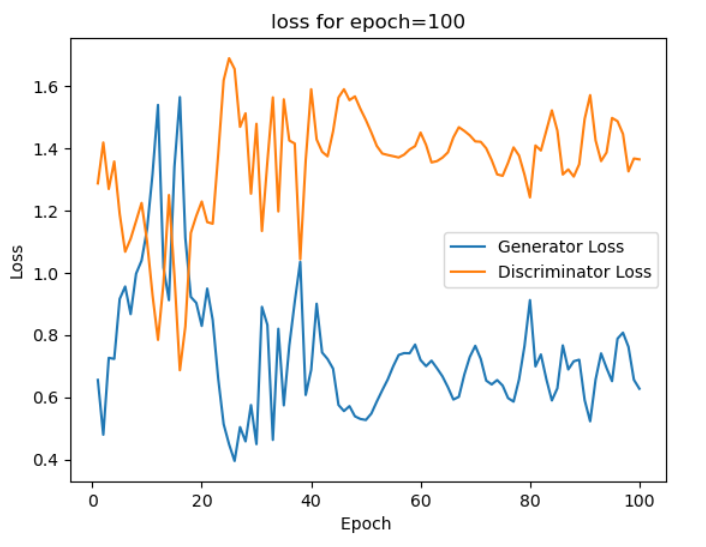 loss for epoch=100
Loss
1.6
1.4
1.2
1.0
0.8
0.6
0.4
Generator Loss
Discriminator Loss
0 20 40 60 80 100
Epoch